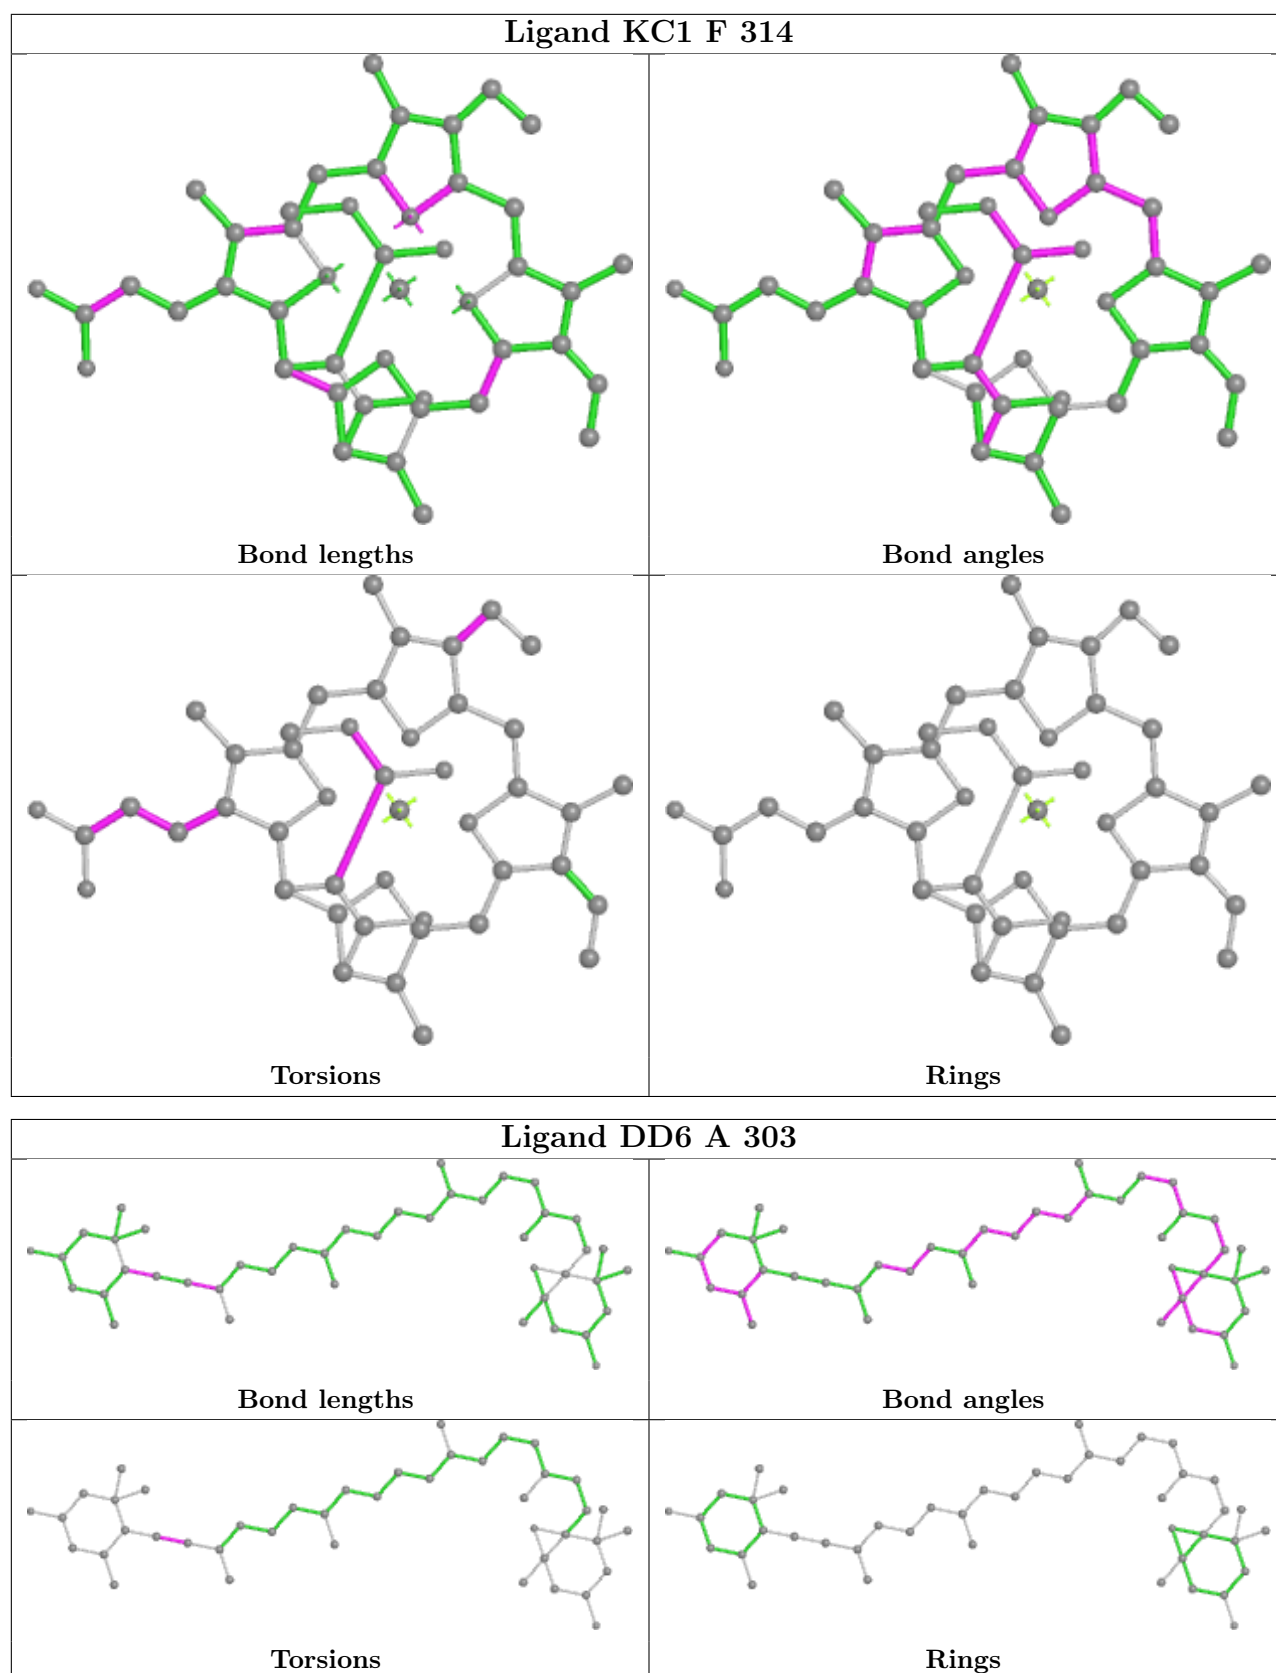 Ligand KC1 F 314
Bond lengths
Bond angles
Torsions
Rings
Ligand DD6 A 303
Bond lengths
Bond angles
Torsions
Rings